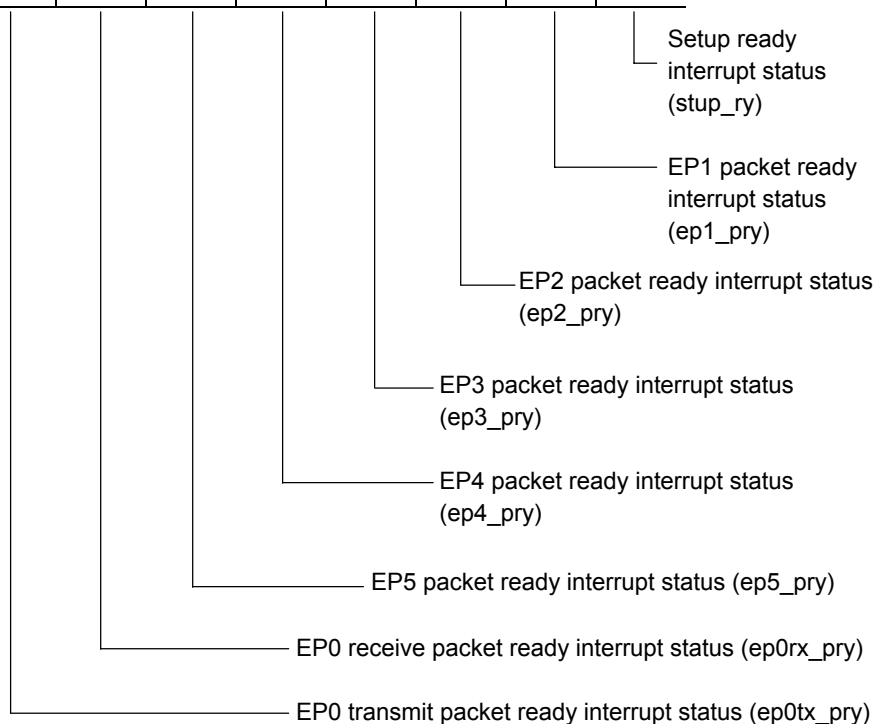 Setup ready
interrupt status
(stup_ry)
EP1 packet ready
interrupt status
(ep1_pry)
EP2 packet ready interrupt status
(ep2_pry)
EP3 packet ready interrupt status
(ep3_pry)
EP4 packet ready interrupt status
(ep4_pry)
EP5 packet ready interrupt status (ep5_pry)
EP0 receive packet ready interrupt status (ep0rx_pry)
EP0 transmit packet ready interrupt status (ep0tx_pry)